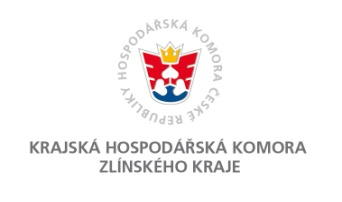 HOSPODÁŘSKÁ KOMORA ČESKÉ REPUBLIKY
KRAJSKÁ HOSPODÁŘSKÁ KOMORA
ZLÍNSKÉHO KRAJE